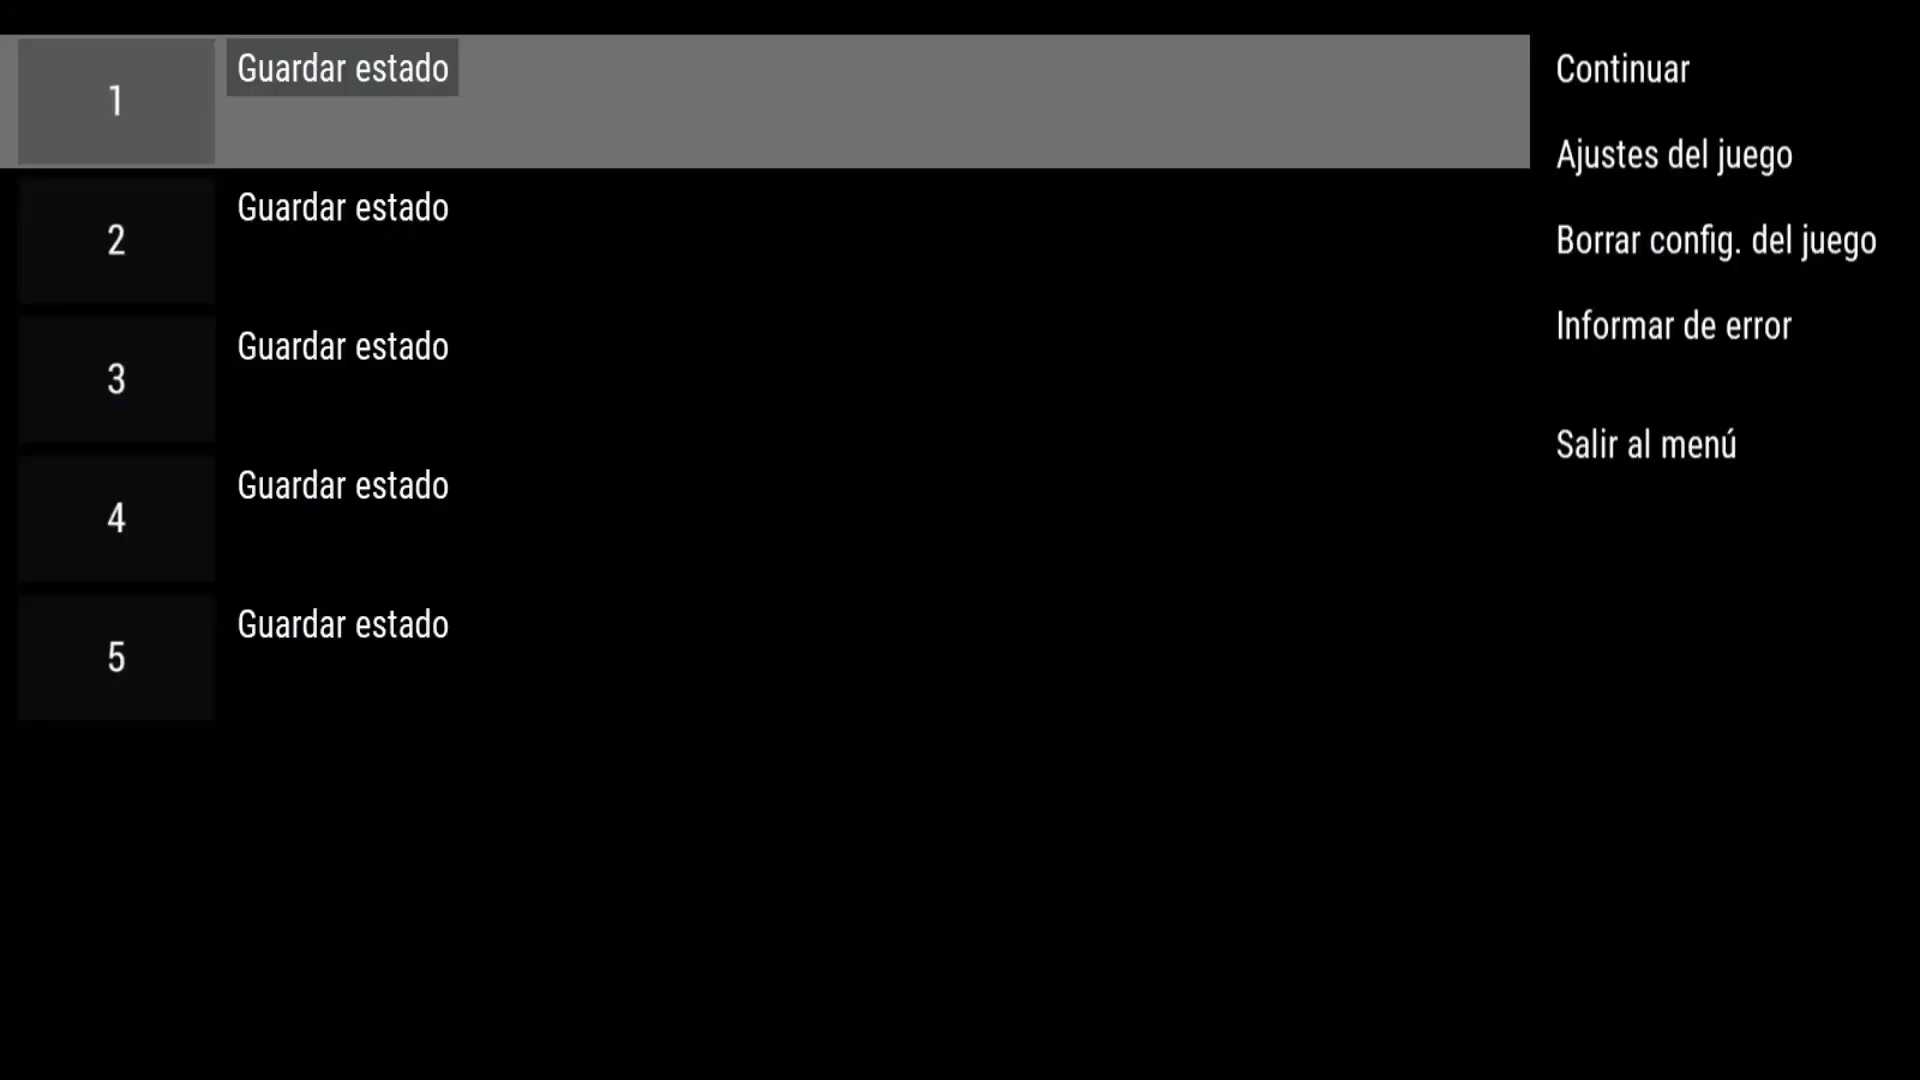 1
Guardar estado
2
Guardar estado
3
Guardar estado
4
Guardar estado
5
Guardar estado
Continuar
Ajustes del juego
Borrar config. del juego
Informar de error
Salir al menú